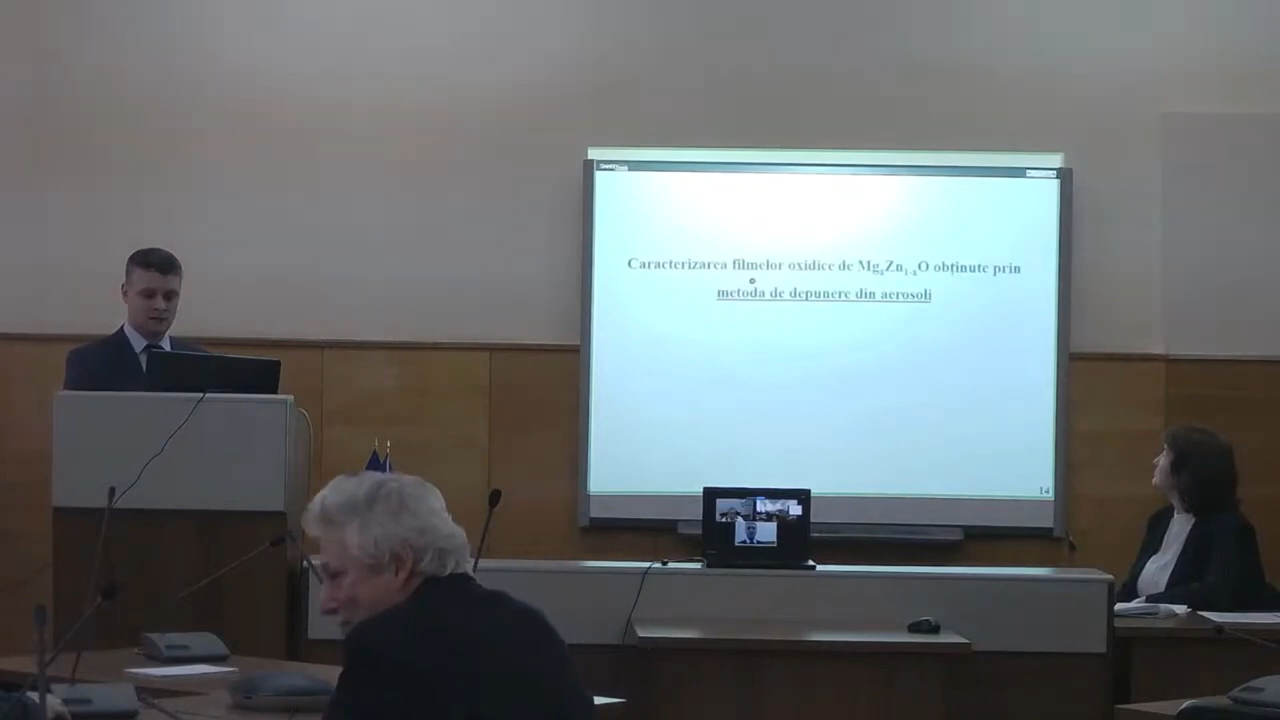 Caracterizarea filmelor oxidice de MgₓZn₁₋ₓO obținute prin
metoda de depunere din aerosoli
14